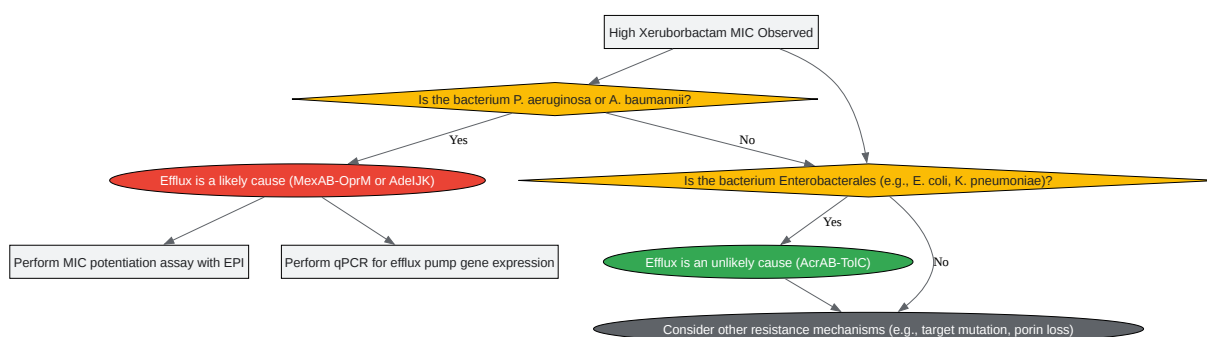 High Xeruborbactam MIC Observed
Is the bacterium P. aeruginosa or A. baumannii?
Yes
No
Efflux is a likely cause (MexAB-OprM or AdeIJK)
Is the bacterium Enterobacterales (e.g., E. coli, K. pneumoniae)?
Yes
Perform MIC potentiation assay with EPI
Perform qPCR for efflux pump gene expression
Efflux is an unlikely cause (AcrAB-TolC)
No
Consider other resistance mechanisms (e.g., target mutation, porin loss)